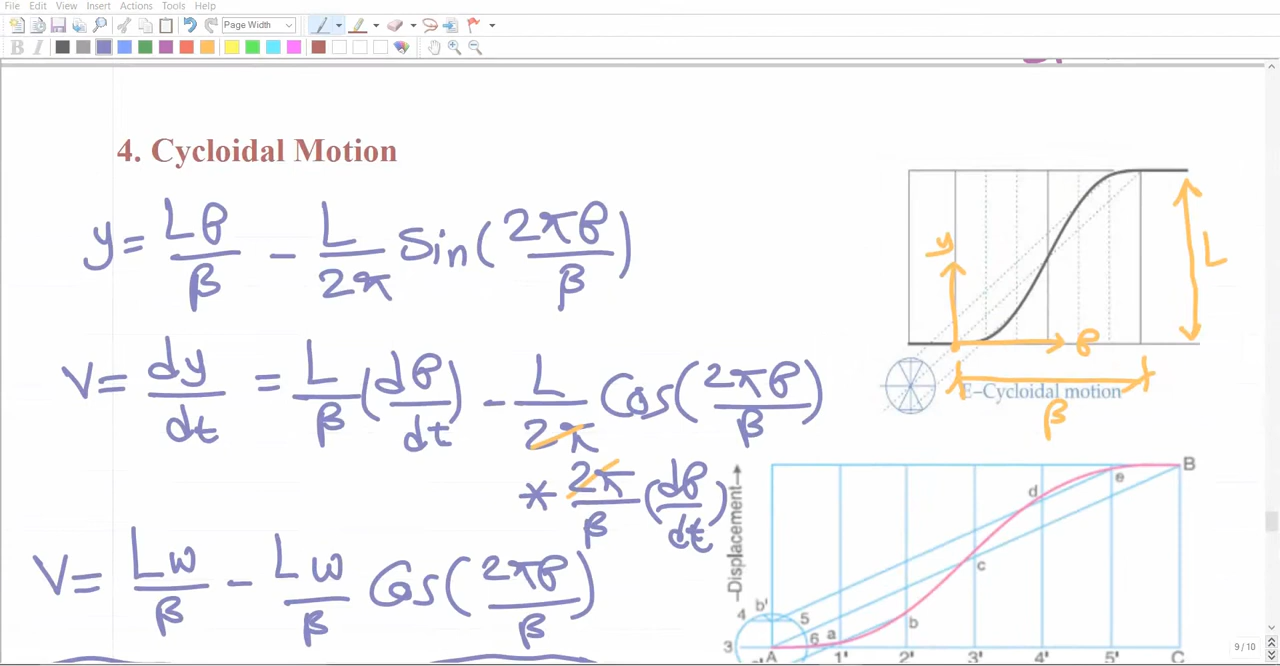 File Edit View Insert Actions Tools Help
Page Width
B I
4. Cycloidal Motion
y = Lθ/β - L/2π Sin(2πθ/β)
V = dy/dt = L/β (dθ/dt) - L/2π Cos(2πθ/β)
* 2π/β (dθ/dt)
V = Lω/β - Lω/β Cos(2πθ/β)
y
L
θ
E-Cycloidal motion
β
Displacement
B
e
d
c
b'
4
5
3
6
a
b
A
1'
2'
3'
4'
5'
C
9 / 10